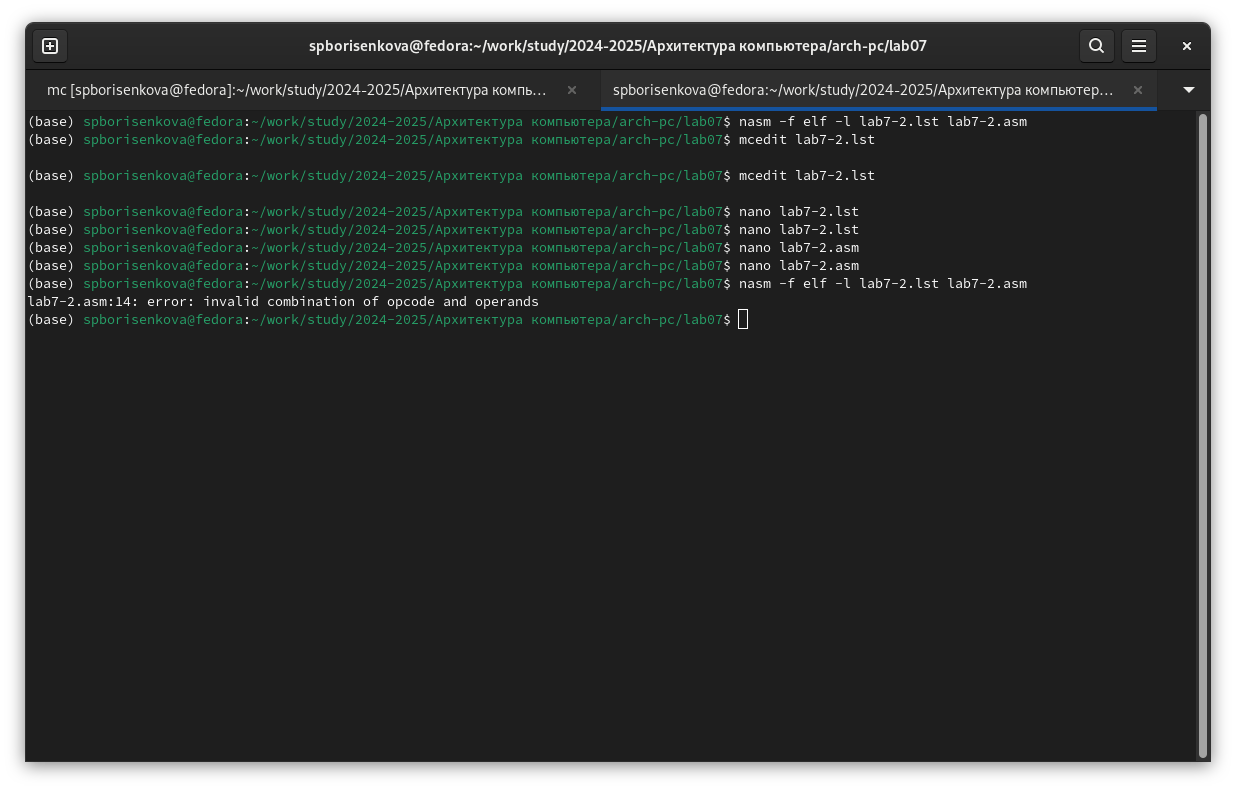 spborisenkova@fedora:~/work/study/2024-2025/Архитектура компьютера/arch-pc/lab07
mc [spborisenkova@fedora]:~/work/study/2024-2025/Архитектура компь…
spborisenkova@fedora:~/work/study/2024-2025/Архитектура компьютер…
(base) spborisenkova@fedora:~/work/study/2024-2025/Архитектура компьютера/arch-pc/lab07$ nasm -f elf -l lab7-2.lst lab7-2.asm
(base) spborisenkova@fedora:~/work/study/2024-2025/Архитектура компьютера/arch-pc/lab07$ mcedit lab7-2.lst
(base) spborisenkova@fedora:~/work/study/2024-2025/Архитектура компьютера/arch-pc/lab07$ mcedit lab7-2.lst
(base) spborisenkova@fedora:~/work/study/2024-2025/Архитектура компьютера/arch-pc/lab07$ nano lab7-2.lst
(base) spborisenkova@fedora:~/work/study/2024-2025/Архитектура компьютера/arch-pc/lab07$ nano lab7-2.lst
(base) spborisenkova@fedora:~/work/study/2024-2025/Архитектура компьютера/arch-pc/lab07$ nano lab7-2.asm
(base) spborisenkova@fedora:~/work/study/2024-2025/Архитектура компьютера/arch-pc/lab07$ nano lab7-2.asm
(base) spborisenkova@fedora:~/work/study/2024-2025/Архитектура компьютера/arch-pc/lab07$ nasm -f elf -l lab7-2.lst lab7-2.asm
lab7-2.asm:14: error: invalid combination of opcode and operands
(base) spborisenkova@fedora:~/work/study/2024-2025/Архитектура компьютера/arch-pc/lab07$